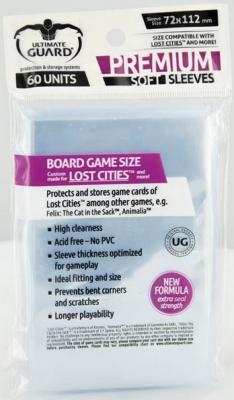 ULTIMATE
GUARD®
protection & storage systems
60 UNITS
Sleeve
Size 72x112 mm
SIZE COMPATIBLE WITH
LOST CITIES™ AND MORE!
PREMIUM
SOFT SLEEVES
BOARD GAME SIZE
Custom
made for LOST CITIES™ and
more!
Protects and stores game cards of
Lost Cities™ among other games, e.g.
Felix: The Cat in the Sack™, Animalia™
• High clearness
• Acid free – No PVC
• Sleeve thickness optimized
for gameplay
• Ideal fitting and size
• Prevents bent corners
and scratches
• Longer playability
UG
NEW
FORMULA
extra seal
strength